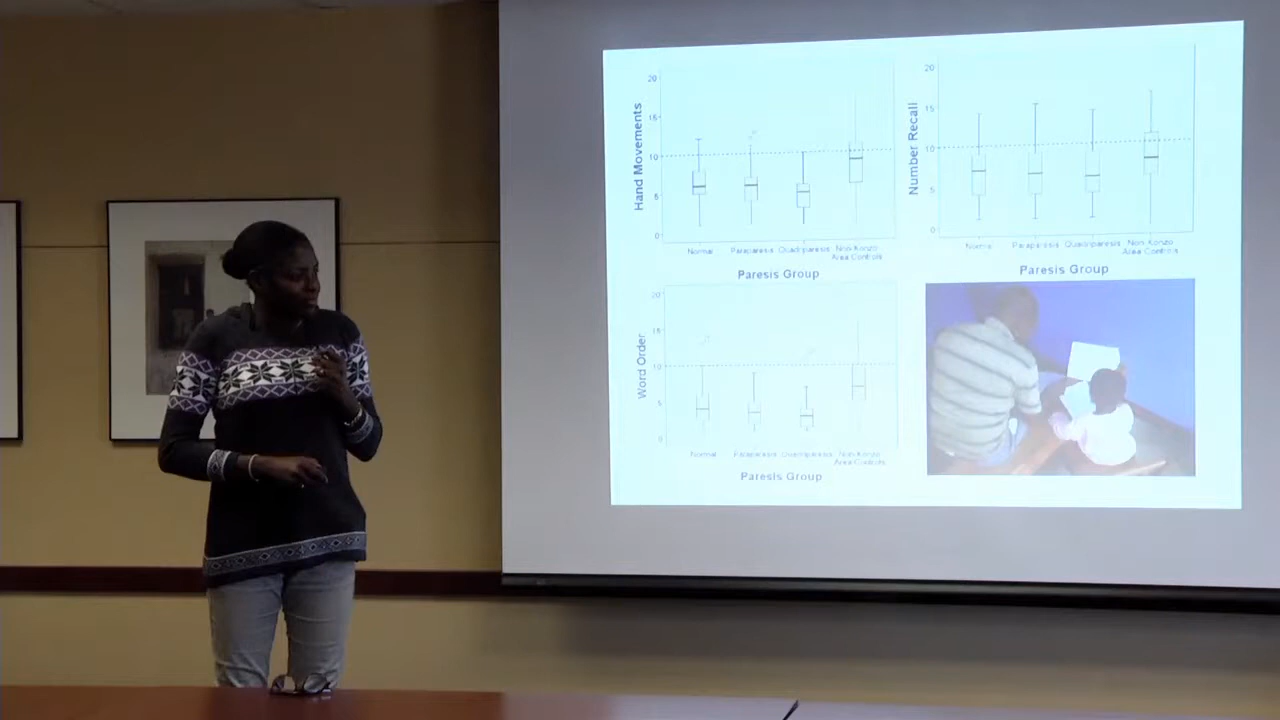 20
15
10
5
0
Hand Movements
Normal
Paraparesis
Quadriparesis
Non-Konzo
Area Controls
Paresis Group
20
15
10
5
0
Number Recall
Normal
Paraparesis
Quadriparesis
Non-Konzo
Area Controls
Paresis Group
20
15
10
5
0
Word Order
Normal
Paraparesis
Quadriparesis
Non-Konzo
Area Controls
Paresis Group